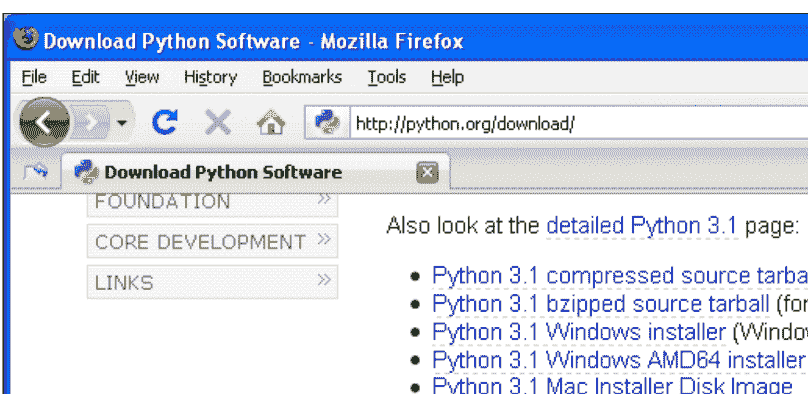 Download Python Software - Mozilla Firefox
File Edit View History Bookmarks Tools Help
http://python.org/download/
Download Python Software
FOUNDATION »
CORE DEVELOPMENT »
LINKS »
Also look at the detailed Python 3.1 page:
• Python 3.1 compressed source
• Python 3.1 bzipped source tarball
• Python 3.1 Windows installer
• Python 3.1 Windows AMD64 installer
• Python 3.1 Mac Installer Disk Image